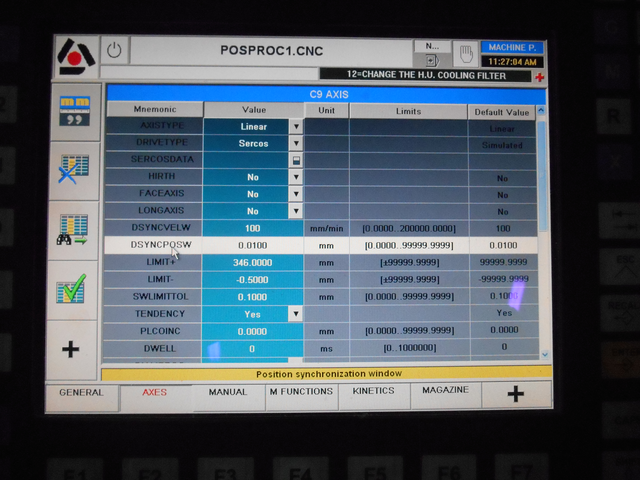 POSPROC1.CNC
N...
MACHINE P.
11:27:04 AM
12=CHANGE THE H.U. COOLING FILTER
C9 AXIS
Mnemonic Value Unit Limits Default Value
AXISTYPE Linear Linear
DRIVETYPE Sercos Simulated
SERCOSDATA
HIRTH No No
FACEAXIS No No
LONGAXIS No No
DSYNCVELW 100 mm/min [0.0000..200000.0000] 100
DSYNCPOSW 0.0100 mm [0.0000..99999.9999] 0.0100
LIMIT+ 346.0000 mm [±99999.9999] 99999.9999
LIMIT- -0.5000 mm [±99999.9999] -99999.9999
SWLIMITTOL 0.1000 mm [0.0000..99999.9999] 0.1000
TENDENCY Yes Yes
PLCOINC 0.0000 mm [0.0000..99999.9999] 0.0000
DWELL 0 ms [0..1000000] 0
Position synchronization window
GENERAL AXES MANUAL M FUNCTIONS KINETICS MAGAZINE +
F1 F2 F3 F4 F5 F6 F7